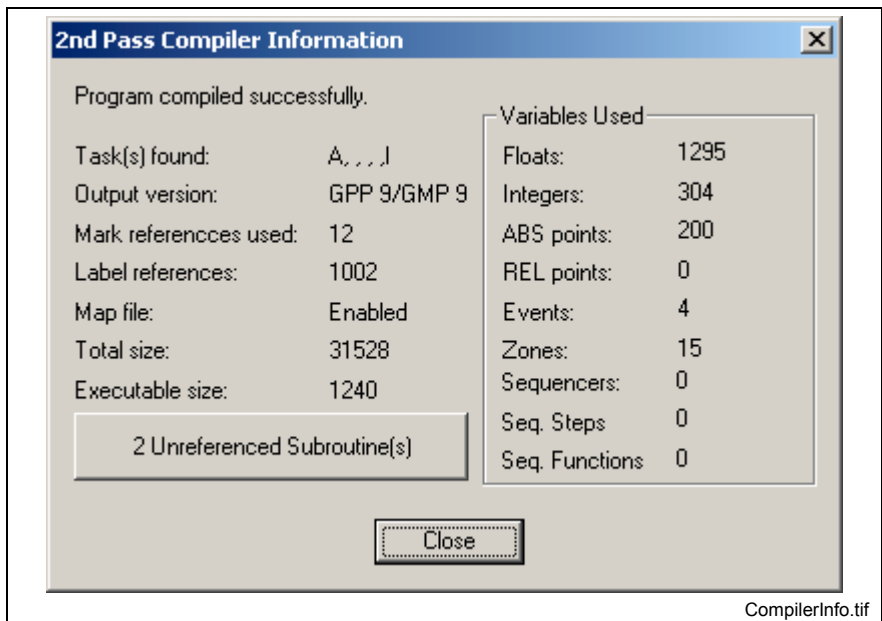 2nd Pass Compiler Information
Program compiled successfully.
Task(s) found: A, , , ,I
Output version: GPP 9/GMP 9
Mark referencces used: 12
Label references: 1002
Map file: Enabled
Total size: 31528
Executable size: 1240
2 Unreferenced Subroutine(s)
Variables Used
Floats: 1295
Integers: 304
ABS points: 200
REL points: 0
Events: 4
Zones: 15
Sequencers: 0
Seq. Steps 0
Seq. Functions 0
Close
CompilerInfo.tif